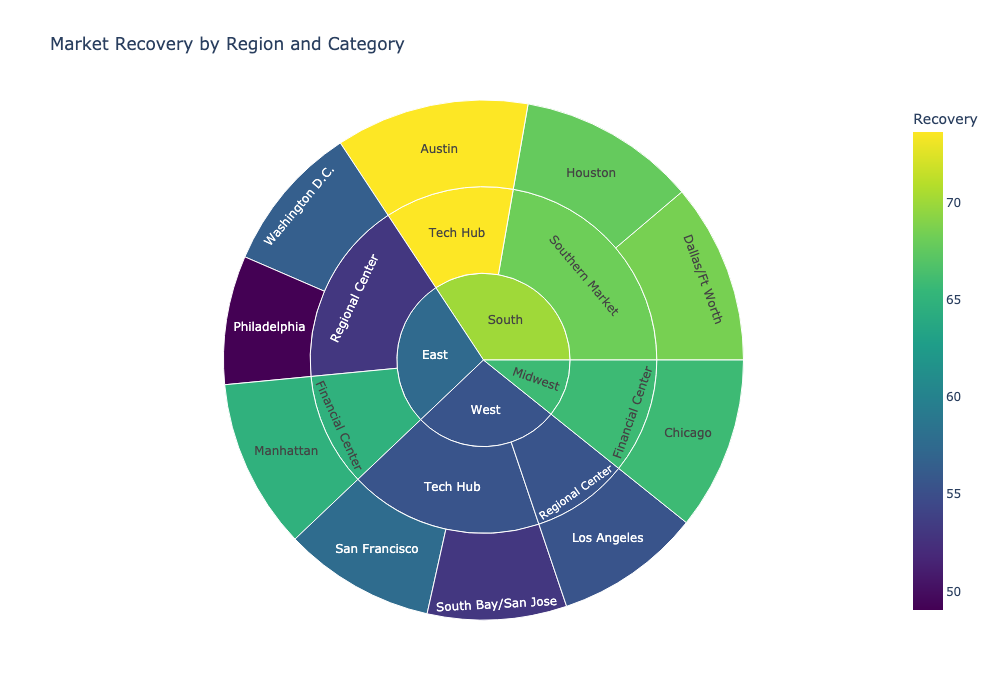 Market Recovery by Region and Category
Recovery
70
65
60
55
50
South
East
West
Midwest
Southern Market
Tech Hub
Regional Center
Financial Center
Tech Hub
Regional Center
Financial Center
Dallas/Ft Worth
Houston
Austin
Washington D.C.
Philadelphia
Manhattan
San Francisco
South Bay/San Jose
Los Angeles
Chicago